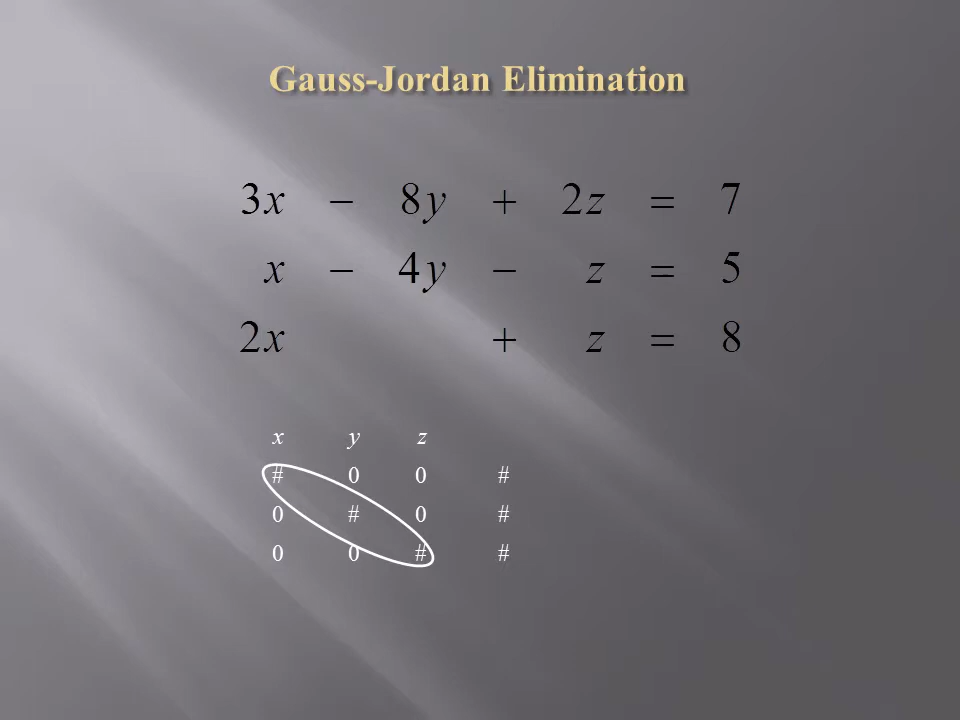 Gauss-Jordan Elimination
3x − 8y + 2z = 7
x − 4y − z = 5
2x + z = 8
x y z
# 0 0 #
0 # 0 #
0 0 # #